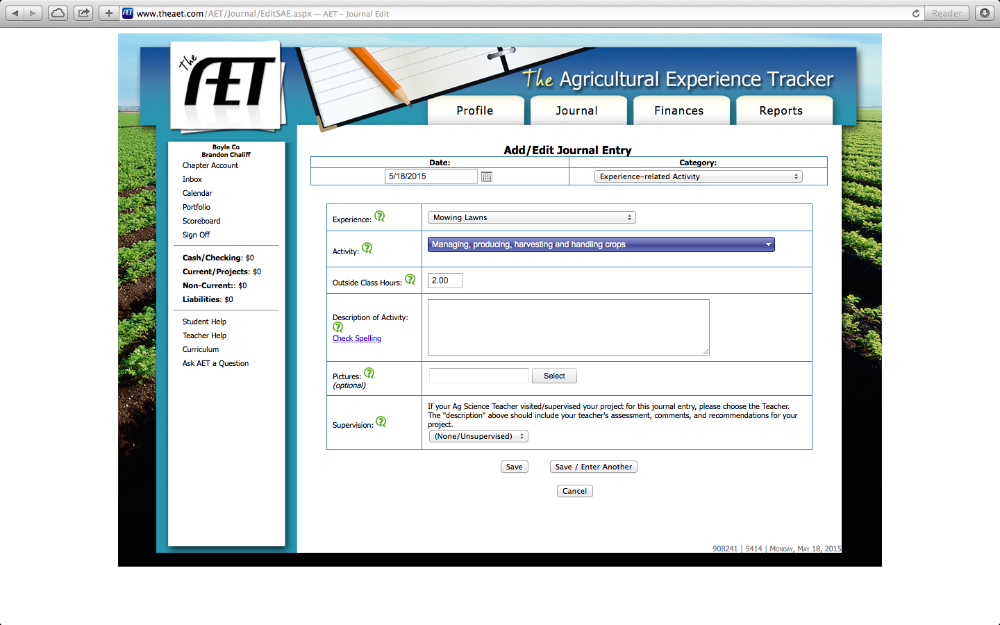 www.theaet.com/AET/Journal/EditSAE.aspx — AET - Journal Edit
Reader
The AET
The Agricultural Experience Tracker
Profile Journal Finances Reports
Boyle Co
Brandon Chaliff
Chapter Account
Inbox
Calendar
Portfolio
Scoreboard
Sign Off
Cash/Checking: $0
Current/Projects: $0
Non-Current:: $0
Liabilities: $0
Student Help
Teacher Help
Curriculum
Ask AET a Question
Add/Edit Journal Entry
Date: Category:
5/18/2015 Experience-related Activity
Experience: Mowing Lawns
Activity: Managing, producing, harvesting and handling crops
Outside Class Hours: 2.00
Description of Activity:
Check Spelling
Pictures: Select
(optional)
Supervision:
If your Ag Science Teacher visited/supervised your project for this journal entry, please choose the Teacher.
The "description" above should include your teacher's assessment, comments, and recommendations for your
project.
(None/Unsupervised)
Save Save / Enter Another
Cancel
908241 | 5414 | Monday, May 18, 2015